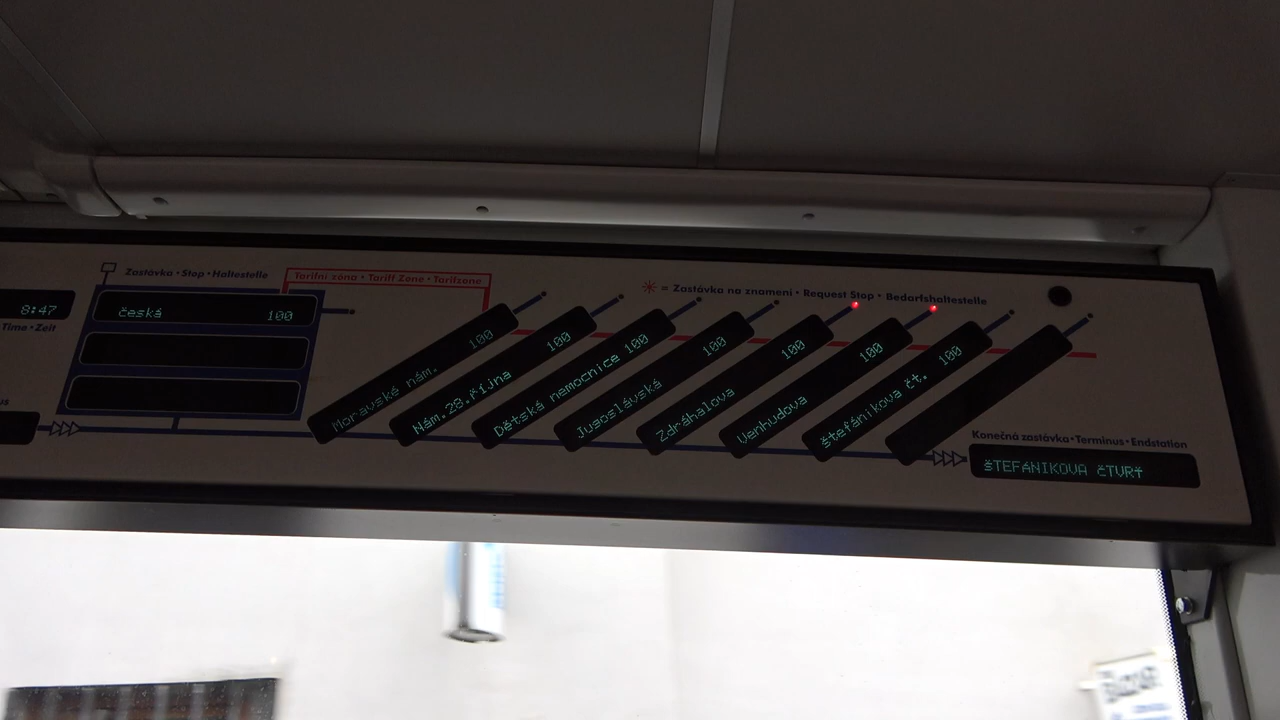 Zastávka • Stop • Haltestelle
Tarifní zóna • Tariff Zone • Tarifzone
= Zastávka na znamení • Request Stop • Bedarfshaltestelle
8:47
Time • Zeit
česká 100
Moravské nám. 100
Nám.28.října 100
Dětská nemocnice 100
Jugoslávská 100
Zdráhalova 100
Venhudova 100
štefánikova čt. 100
Konečná zastávka • Terminus • Endstation
ŠTEFÁNIKOVA ČTVRŤ